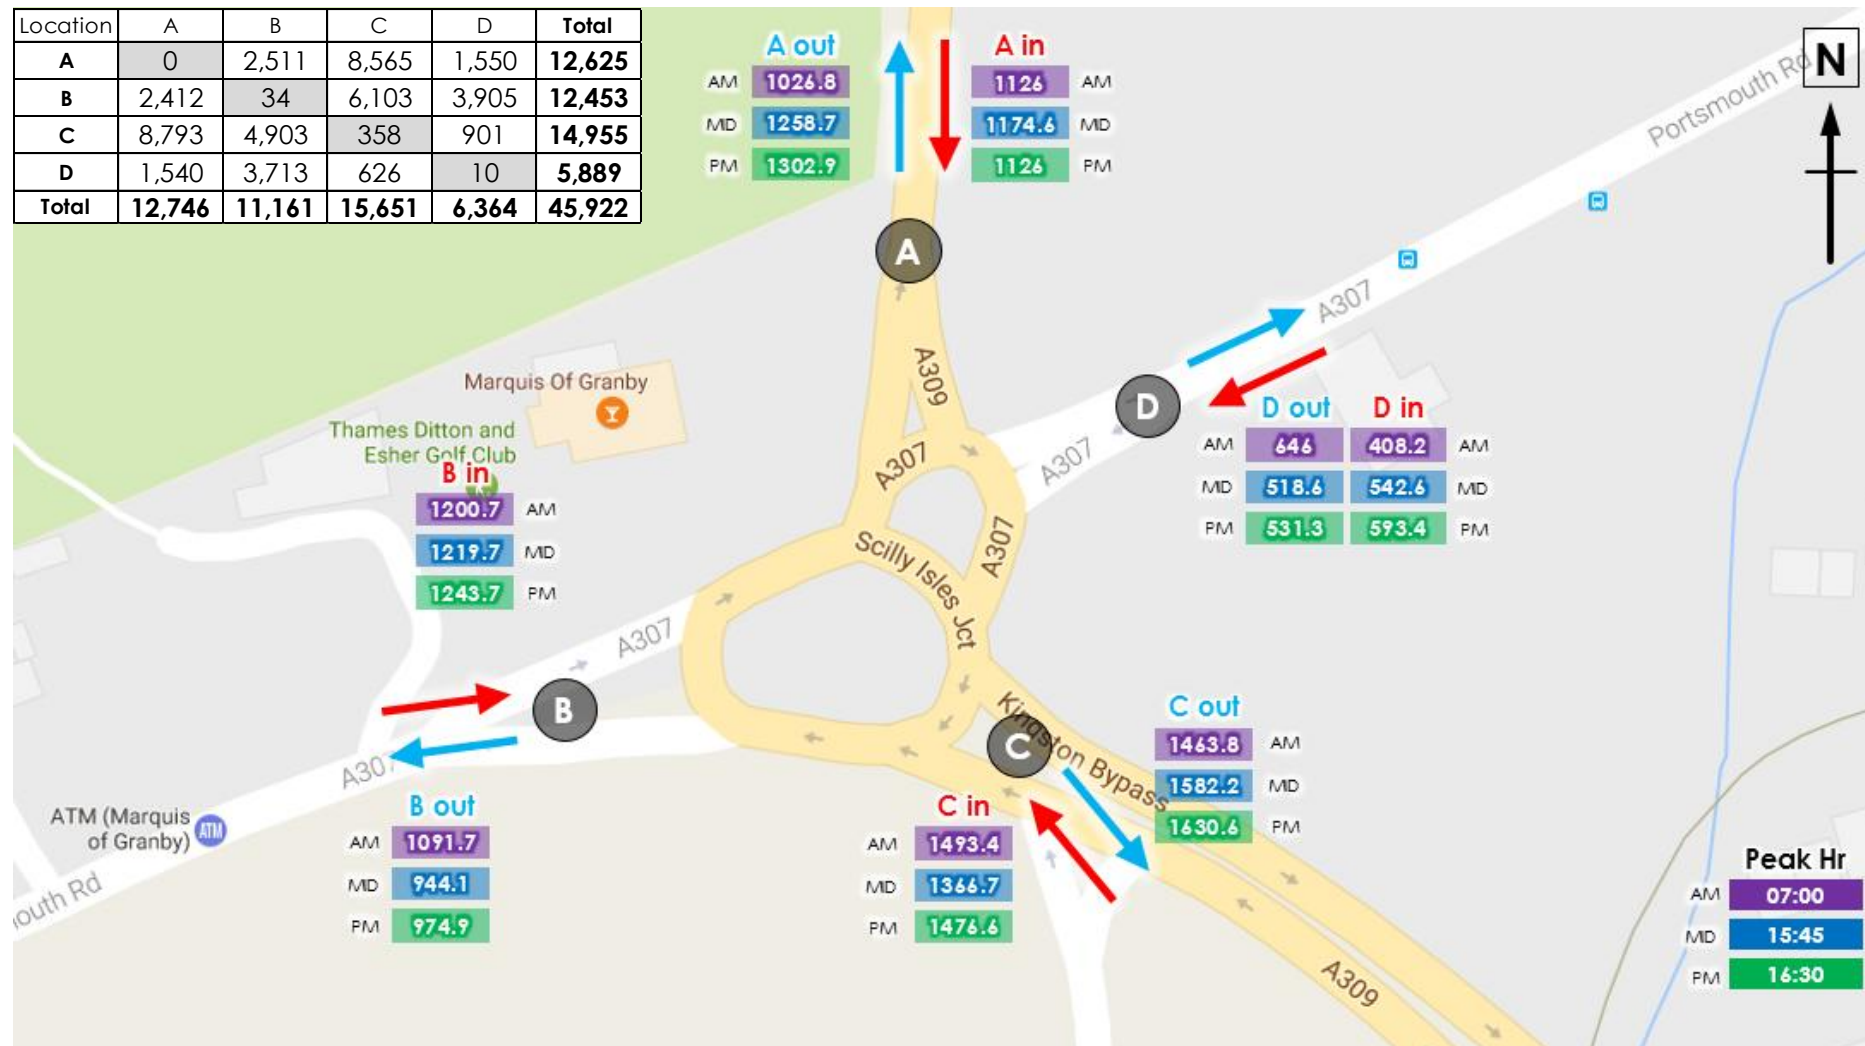 Location A B C D Total
A 0 2,511 8,565 1,550 12,625
B 2,412 34 6,103 3,905 12,453
C 8,793 4,903 358 901 14,955
D 1,540 3,713 626 10 5,889
Total 12,746 11,161 15,651 6,364 45,922
A out A in
AM 1026.8 1126 AM
MD 1258.7 1174.6 MD
PM 1302.9 1126 PM
N
Portsmouth Rd
A
A307
A309
Marquis Of Granby
D
Thames Ditton and
Esher Golf Club
A307
A307
D out D in
AM 646 408.2 AM
MD 518.6 542.6 MD
PM 531.3 593.4 PM
B in
1200.7 AM
1219.7 MD
1243.7 PM
Scilly Isles Jct
A307
A307
B
Kingston Bypass
C
C out
1463.8 AM
1582.2 MD
1630.6 PM
A307
ATM (Marquis
of Granby)
ATM
outh Rd
B out
AM 1091.7
MD 944.1
PM 974.9
C in
AM 1493.4
MD 1366.7
PM 1476.6
A309
Peak Hr
AM 07:00
MD 15:45
PM 16:30